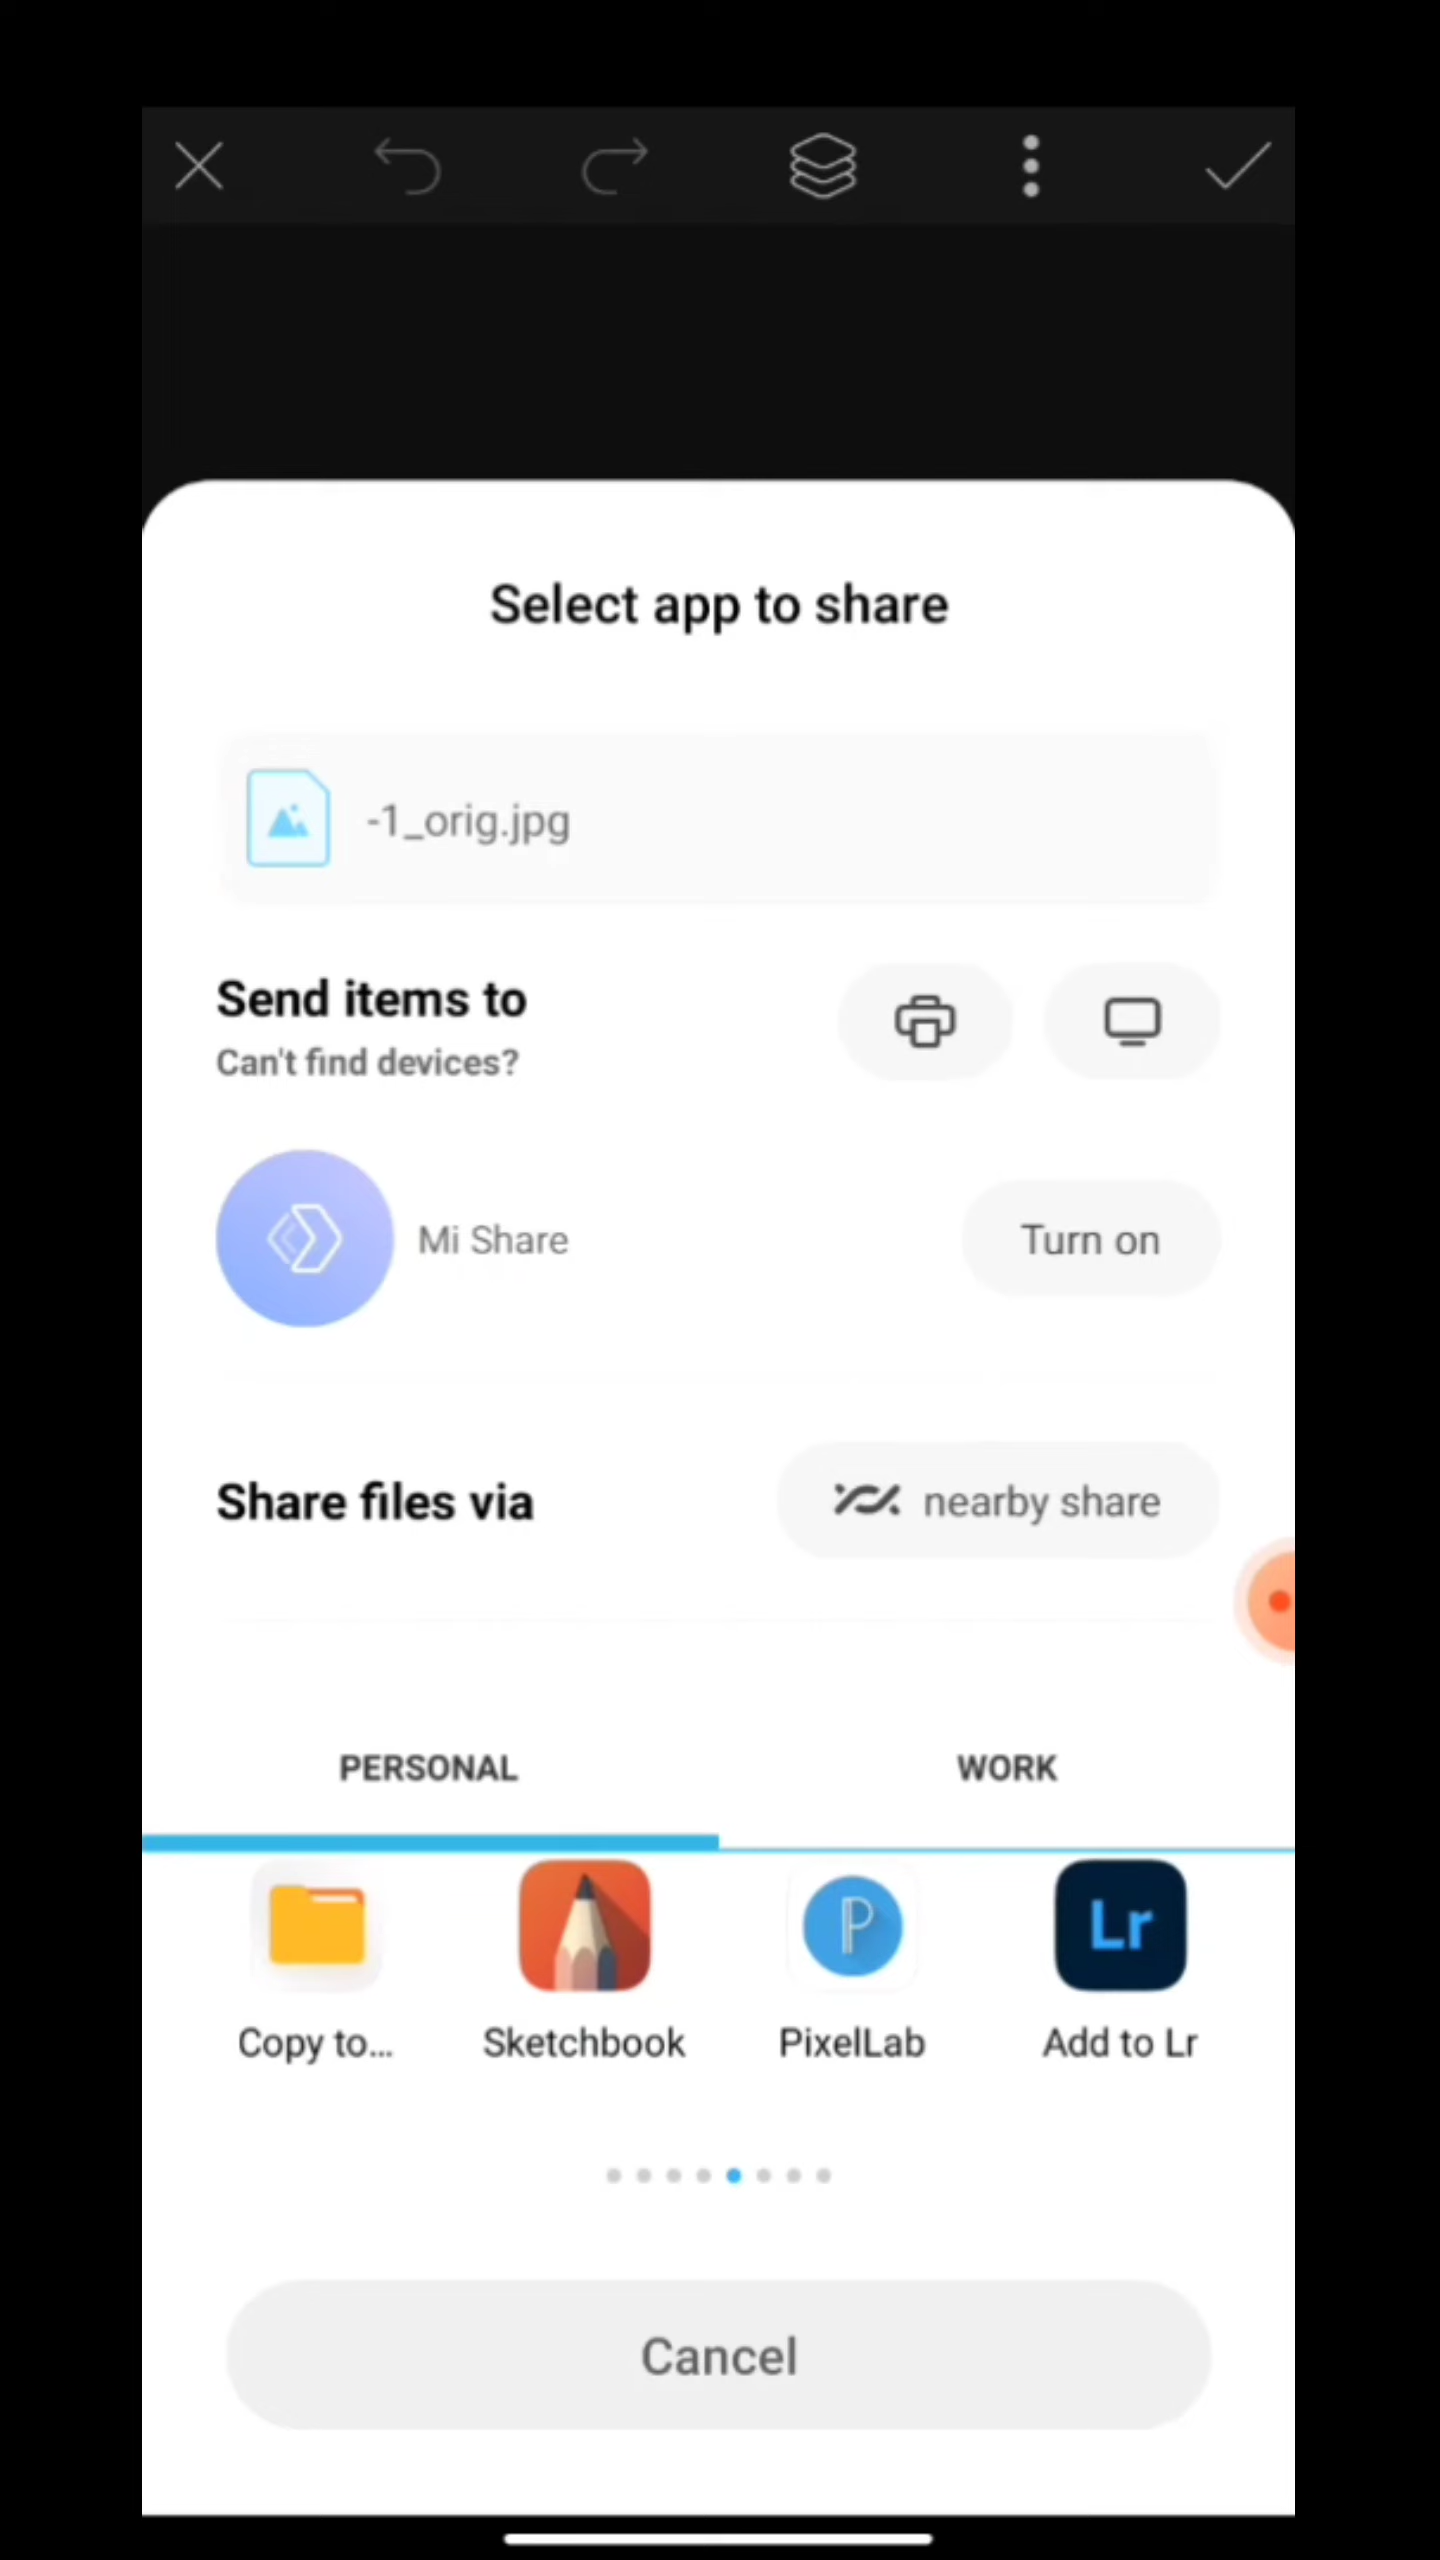 Select app to share
-1_orig.jpg
Send items to
Can't find devices?
Mi Share
Turn on
Share files via
nearby share
PERSONAL
WORK
P
Lr
Copy to...
Sketchbook
PixelLab
Add to Lr
Cancel